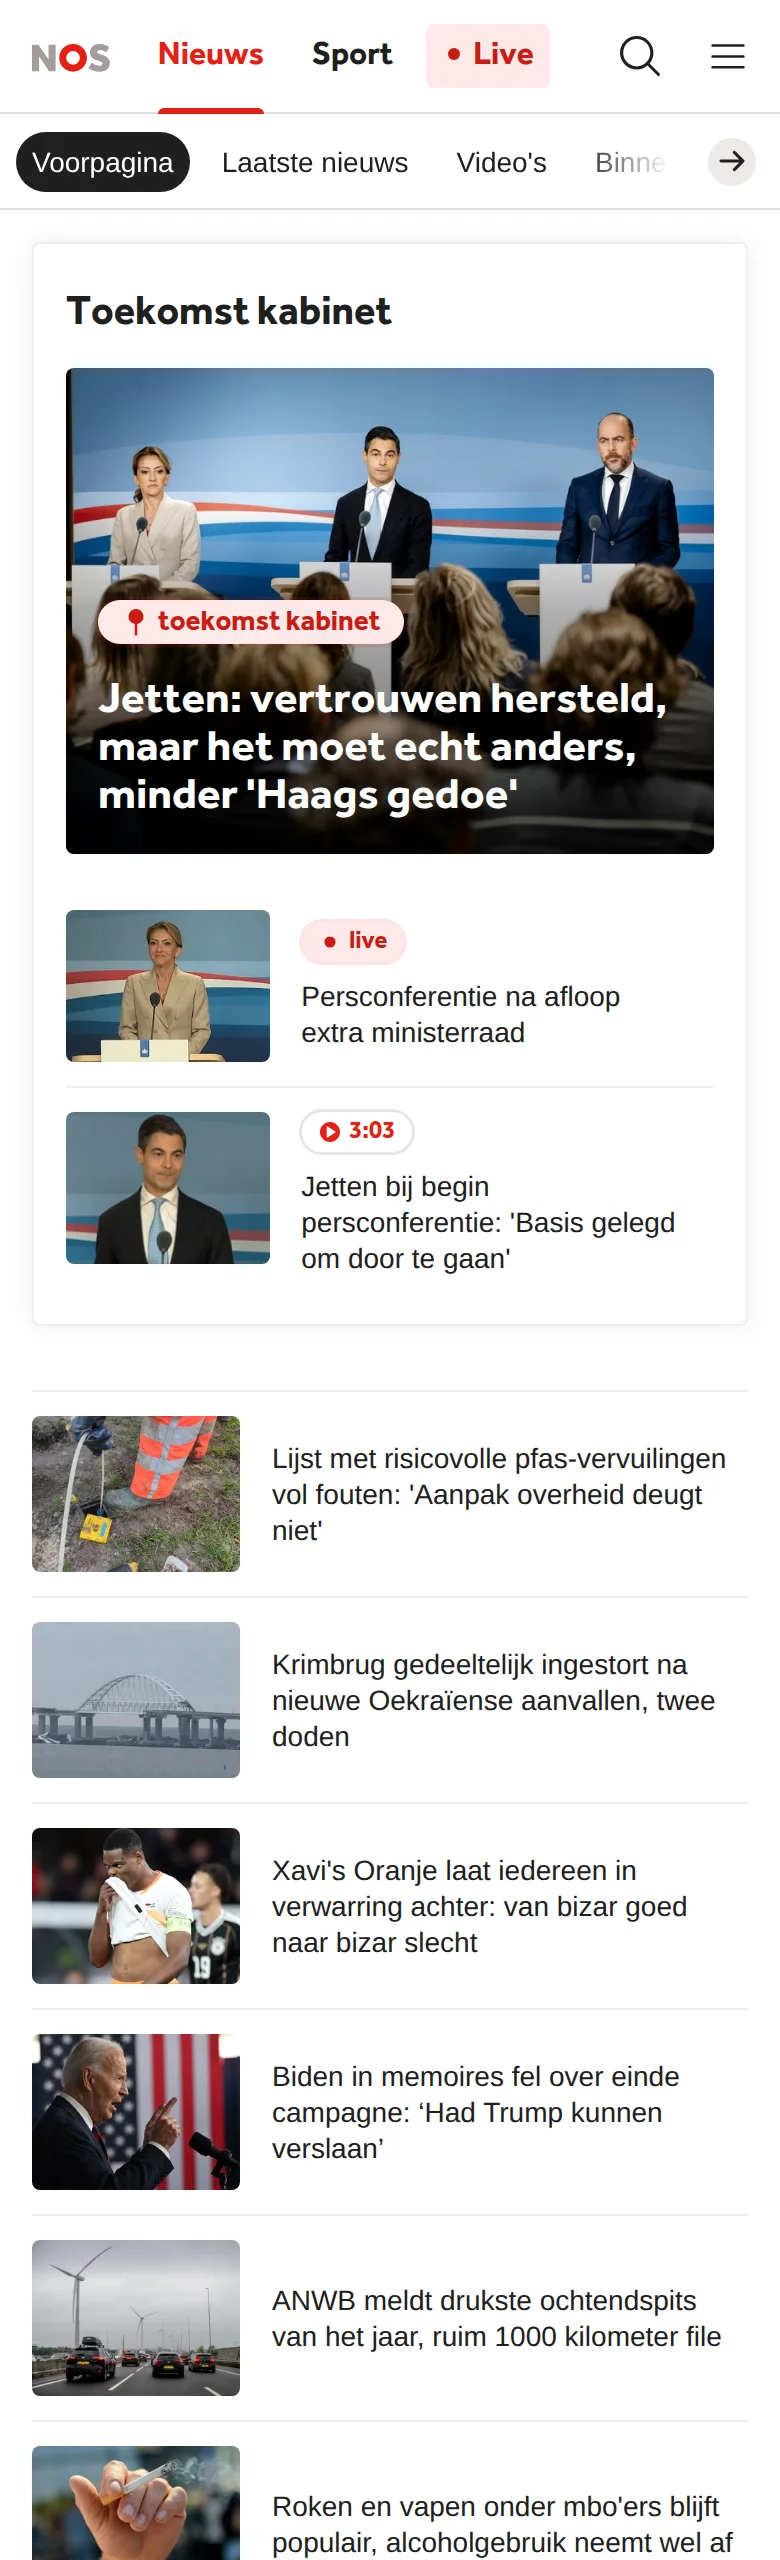 NOS Nieuws Sport Live
Voorpagina Laatste nieuws Video's Binne
Toekomst kabinet
toekomst kabinet
Jetten: vertrouwen hersteld,
maar het moet echt anders,
minder 'Haags gedoe'
live
Persconferentie na afloop
extra ministerraad
3:03
Jetten bij begin
persconferentie: 'Basis gelegd
om door te gaan'
Lijst met risicovolle pfas-vervuilingen
vol fouten: 'Aanpak overheid deugt
niet'
Krimbrug gedeeltelijk ingestort na
nieuwe Oekraïense aanvallen, twee
doden
Xavi's Oranje laat iedereen in
verwarring achter: van bizar goed
naar bizar slecht
19
Biden in memoires fel over einde
campagne: ‘Had Trump kunnen
verslaan’
ANWB meldt drukste ochtendspits
van het jaar, ruim 1000 kilometer file
Roken en vapen onder mbo'ers blijft
populair, alcoholgebruik neemt wel af